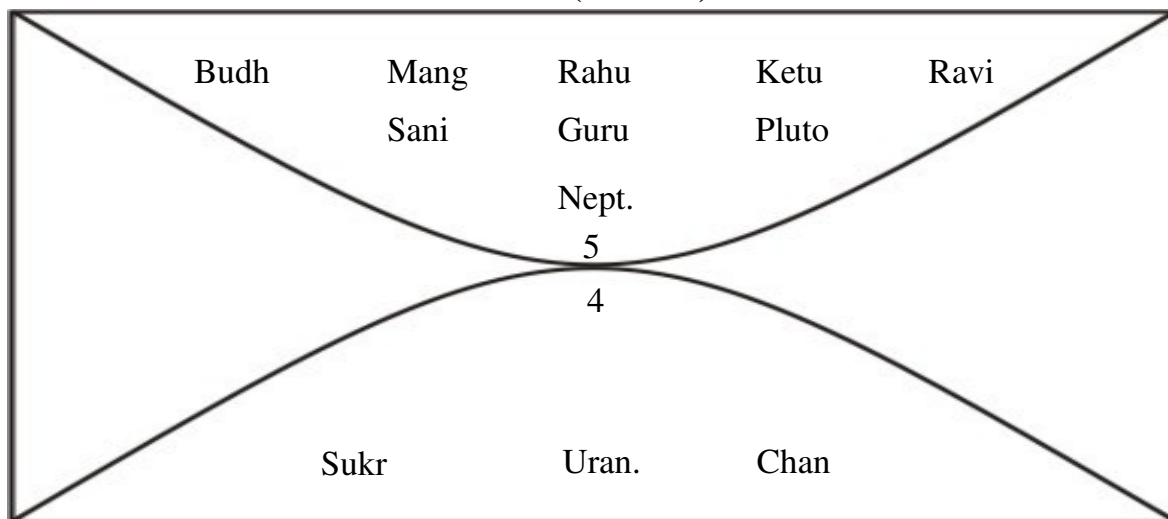 Budh Mang Rahu Ketu Ravi
Sani Guru Pluto
Nept.
5
4
Sukr Uran. Chan